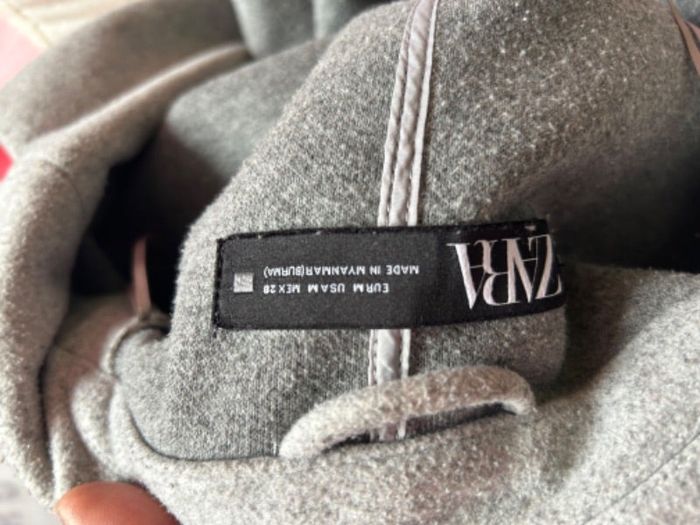 ZARA
EUR M USA M MEX 28
MADE IN MYANMAR(BURMA)